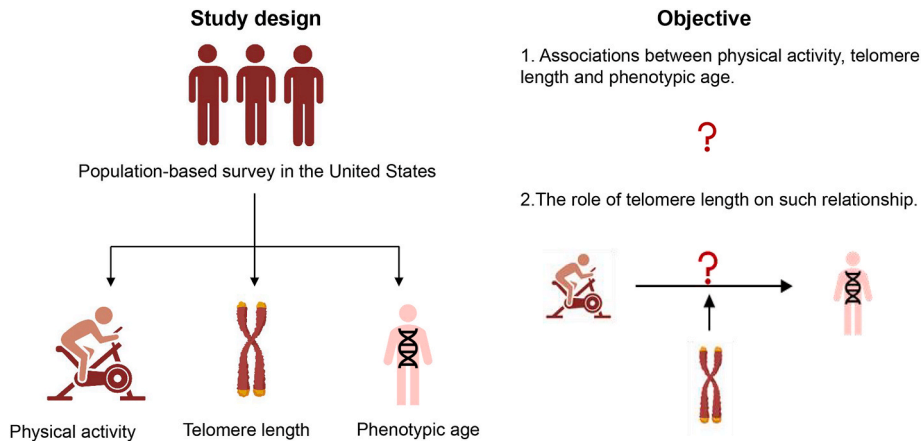 Study design
Population-based survey in the United States
Physical activity
Telomere length
Phenotypic age
Objective
1. Associations between physical activity, telomere
length and phenotypic age.
?
2.The role of telomere length on such relationship.
?